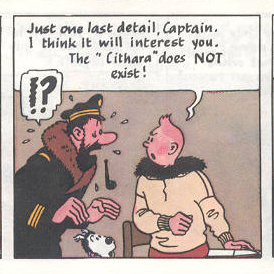 Just one last detail, Captain.
I think it will interest you.
The "Cithara" does NOT
exist!
!?